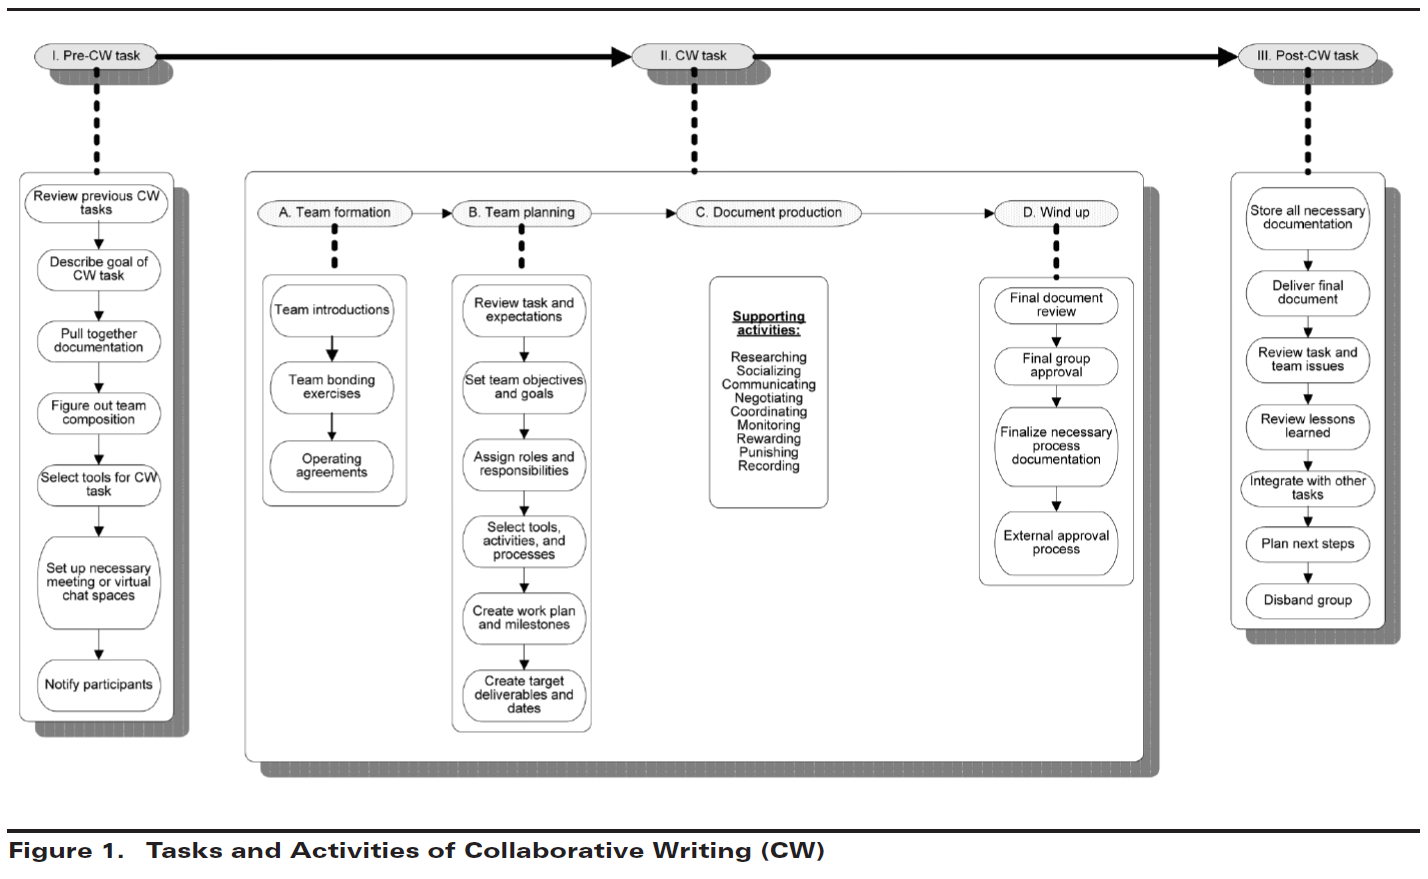 I. Pre-CW task
II. CW task
III. Post-CW task
Review previous CW
tasks
Describe goal of
CW task
Pull together
documentation
Figure out team
composition
Select tools for CW
task
Set up necessary
meeting or virtual
chat spaces
Notify participants
A. Team formation
B. Team planning
C. Document production
D. Wind up
Team introductions
Team bonding
exercises
Operating
agreements
Review task and
expectations
Set team objectives
and goals
Assign roles and
responsibilities
Select tools,
activities, and
processes
Create work plan
and milestones
Create target
deliverables and
dates
Supporting
activities:
Researching
Socializing
Communicating
Negotiating
Coordinating
Monitoring
Rewarding
Punishing
Recording
Final document
review
Final group
approval
Finalize necessary
process
documentation
External approval
process
Store all necessary
documentation
Deliver final
document
Review task and
team issues
Review lessons
learned
Integrate with other
tasks
Plan next steps
Disband group
Figure 1. Tasks and Activities of Collaborative Writing (CW)